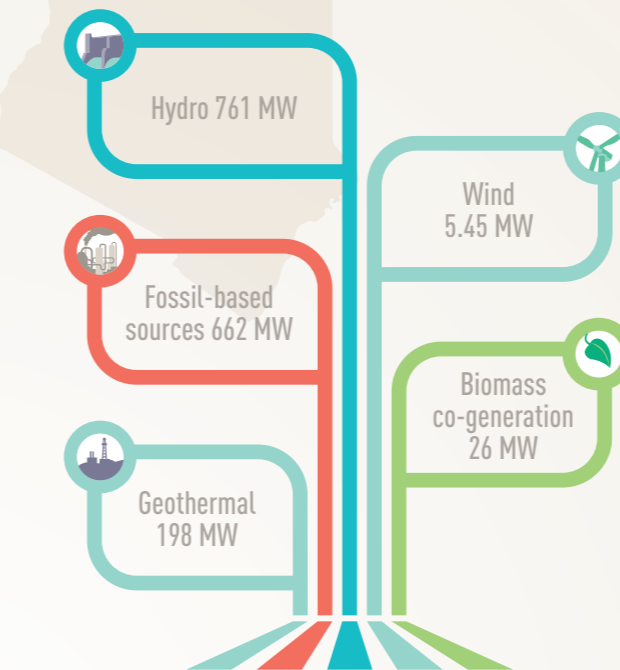 Hydro 761 MW
Wind
5.45 MW
Fossil-based
sources 662 MW
Biomass
co-generation
26 MW
Geothermal
198 MW